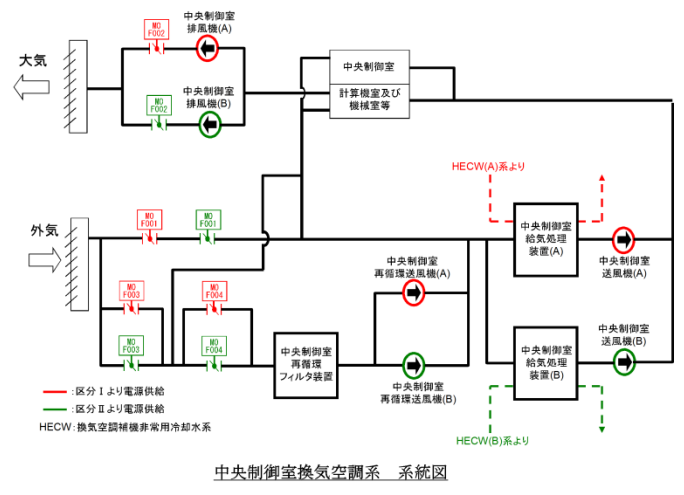 大気
MO
F002
中央制御室
排風機(A)
MO
F002
中央制御室
排風機(B)
中央制御室
計算機室及び
機械室等
HECW(A)系より
外気
MO
F001
MO
F001
中央制御室
給気処理
装置(A)
中央制御室
送風機(A)
中央制御室
再循環送風機(A)
MO
F003
MO
F004
MO
F003
MO
F004
中央制御室
再循環
フィルタ装置
中央制御室
再循環送風機(B)
中央制御室
給気処理
装置(B)
中央制御室
送風機(B)
HECW(B)系より
:区分Ⅰより電源供給
:区分Ⅱより電源供給
HECW:換気空調補機非常用冷却水系
中央制御室換気空調系 系統図